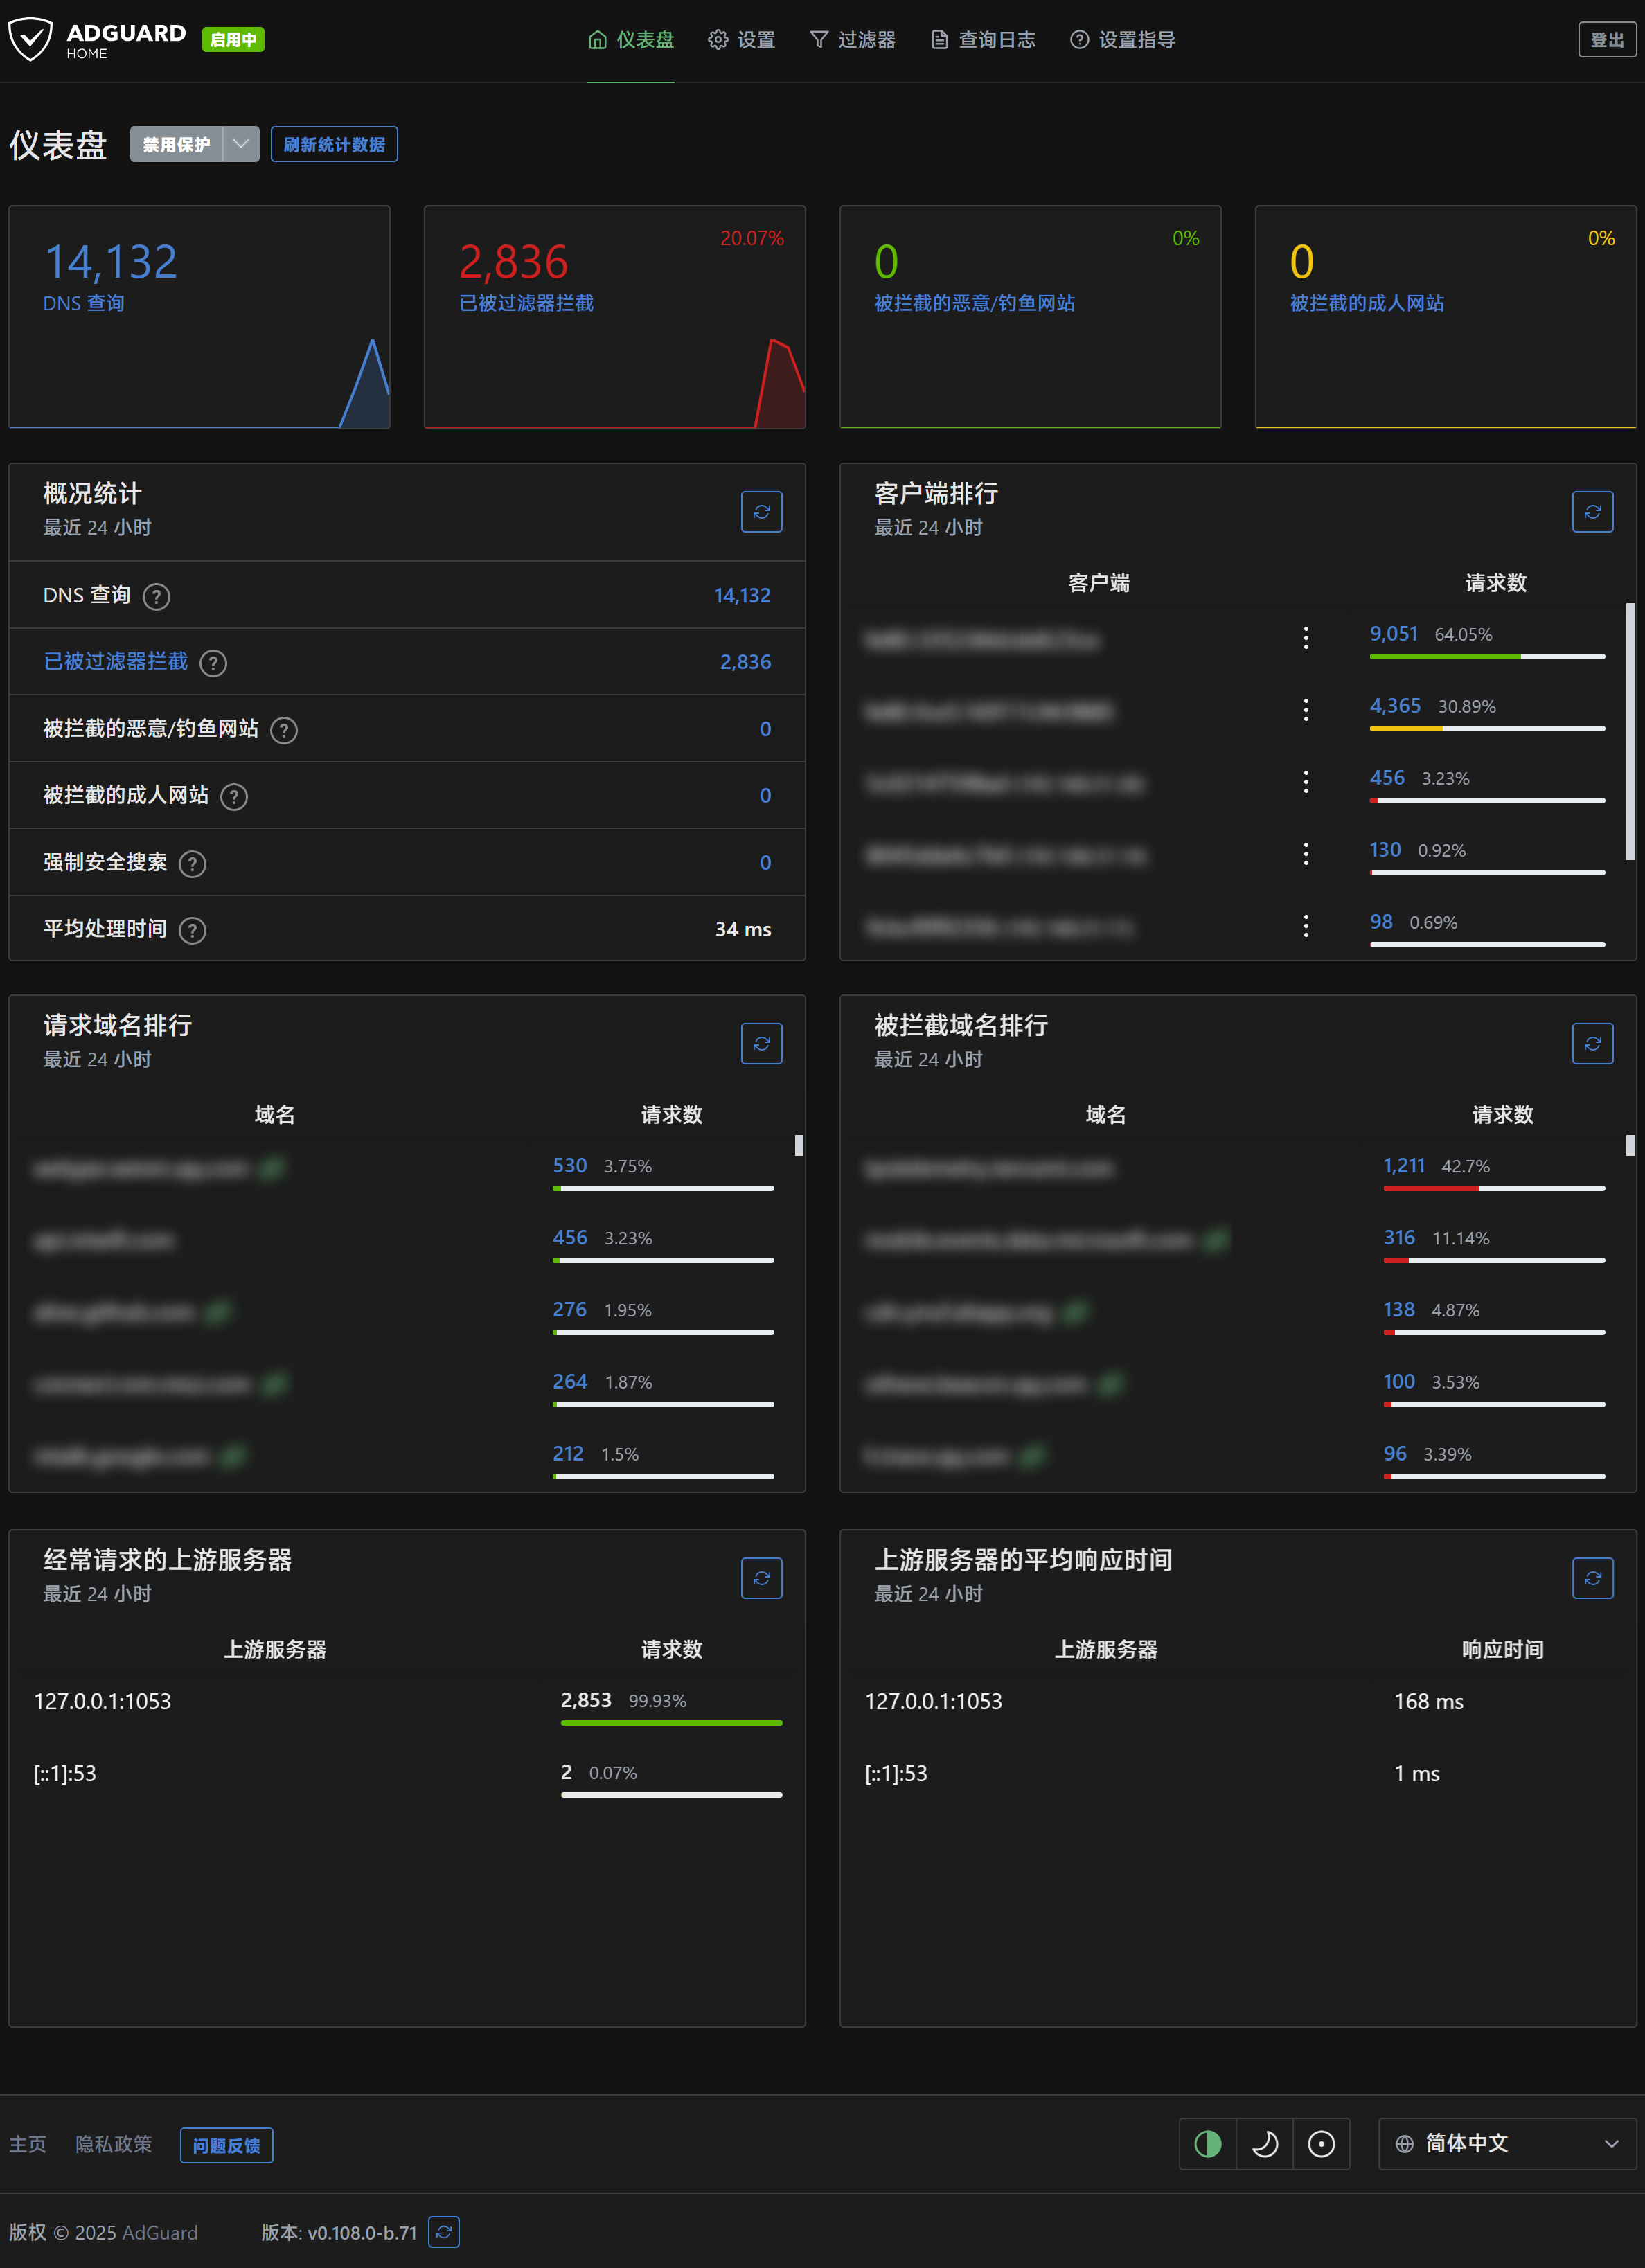 ADGUARD
HOME
启用中
仪表盘
设置
过滤器
查询日志
设置指导
登出
仪表盘
禁用保护
刷新统计数据
14,132
DNS 查询
2,836
20.07%
已被过滤器拦截
0
0%
被拦截的恶意/钓鱼网站
0
0%
被拦截的成人网站
概况统计
最近 24 小时
DNS 查询 ?
14,132
已被过滤器拦截 ?
2,836
被拦截的恶意/钓鱼网站 ?
0
被拦截的成人网站 ?
0
强制安全搜索 ?
0
平均处理时间 ?
34 ms
客户端排行
最近 24 小时
客户端
请求数
9,051 64.05%
4,365 30.89%
456 3.23%
130 0.92%
98 0.69%
请求域名排行
最近 24 小时
域名
请求数
530 3.75%
456 3.23%
276 1.95%
264 1.87%
212 1.5%
被拦截域名排行
最近 24 小时
域名
请求数
1,211 42.7%
316 11.14%
138 4.87%
100 3.53%
96 3.39%
经常请求的上游服务器
最近 24 小时
上游服务器
请求数
127.0.0.1:1053
2,853 99.93%
[::1]:53
2 0.07%
上游服务器的平均响应时间
最近 24 小时
上游服务器
响应时间
127.0.0.1:1053
168 ms
[::1]:53
1 ms
主页
隐私政策
问题反馈
简体中文
版权 © 2025 AdGuard
版本: v0.108.0-b.71